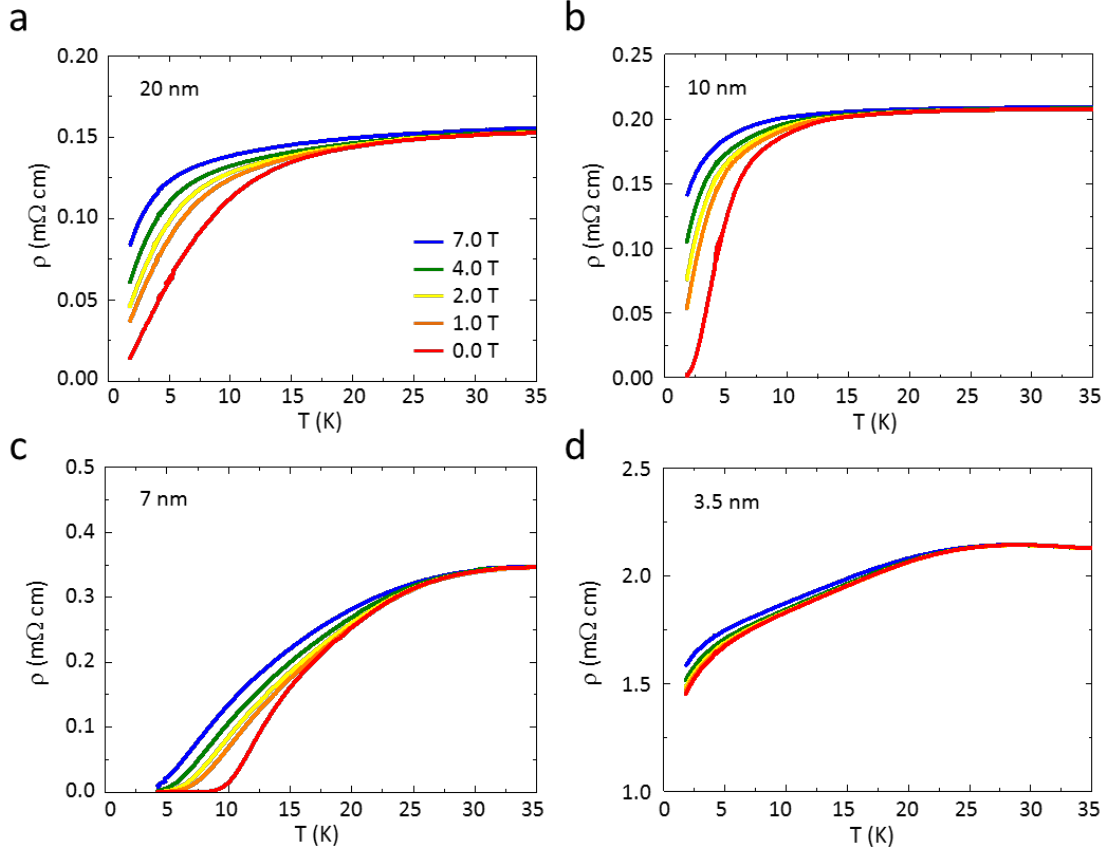 a
0.20
0.15
0.10
0.05
0.00
ρ (mΩ cm)
20 nm
7.0 T
4.0 T
2.0 T
1.0 T
0.0 T
0 5 10 15 20 25 30 35
T (K)
b
0.25
0.20
0.15
0.10
0.05
0.00
ρ (mΩ cm)
10 nm
0 5 10 15 20 25 30 35
T (K)
c
0.5
0.4
0.3
0.2
0.1
0.0
ρ (mΩ cm)
7 nm
0 5 10 15 20 25 30 35
T (K)
d
2.5
2.0
1.5
1.0
ρ (mΩ cm)
3.5 nm
0 5 10 15 20 25 30 35
T (K)